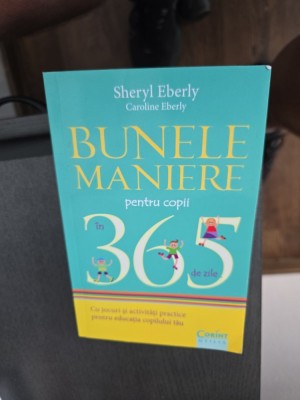 Sheryl Eberly
Caroline Eberly
BUNELE
MANIERE
pentru copii
în
365
de zile
Cu jocuri și activități practice
pentru educația copilului tău
Corint